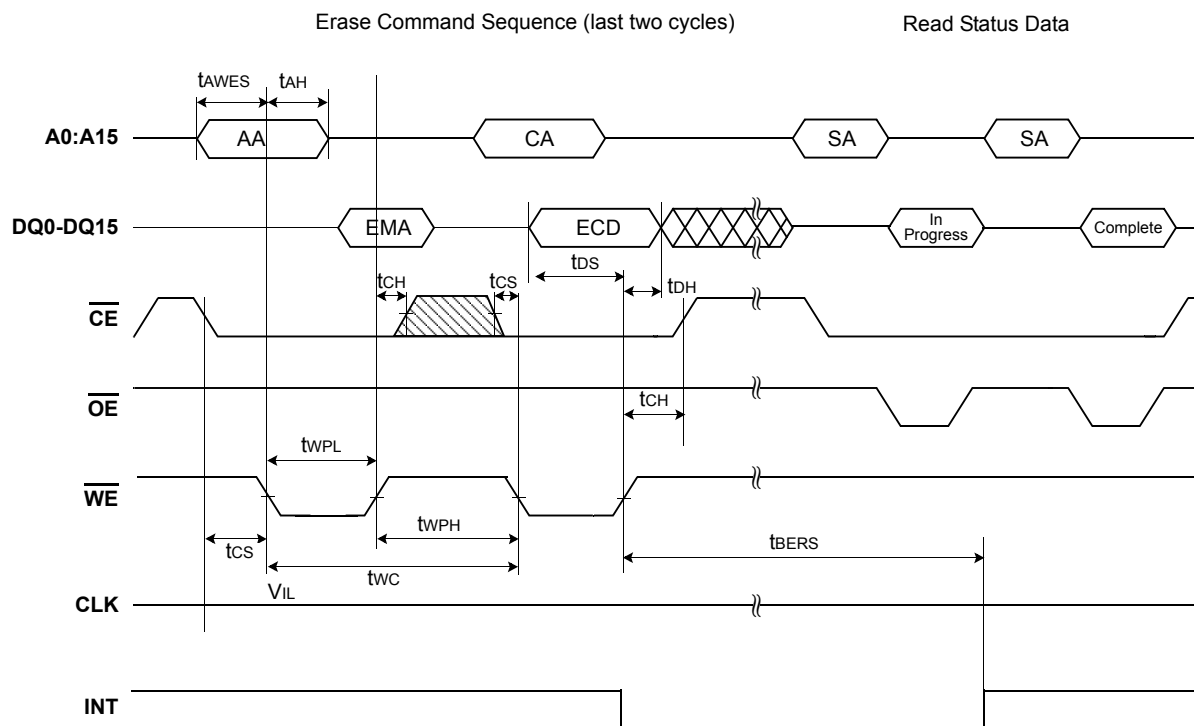 Erase Command Sequence (last two cycles) Read Status Data
tAWES tAH
A0:A15 AA CA SA SA
DQ0-DQ15 EMA ECD In Progress Complete
tDS
tCH tCS tDH
CE
tCH
OE
tWPL
WE
tWPH tBERS
tCS
tWC
VIL
CLK
INT